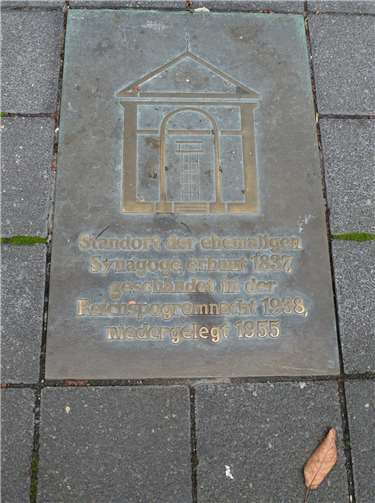 Standort der ehemaligen
Synagoge erbaut 1837,
geschändet in der
Reichspogromnacht 1938,
niedergelegt 1955